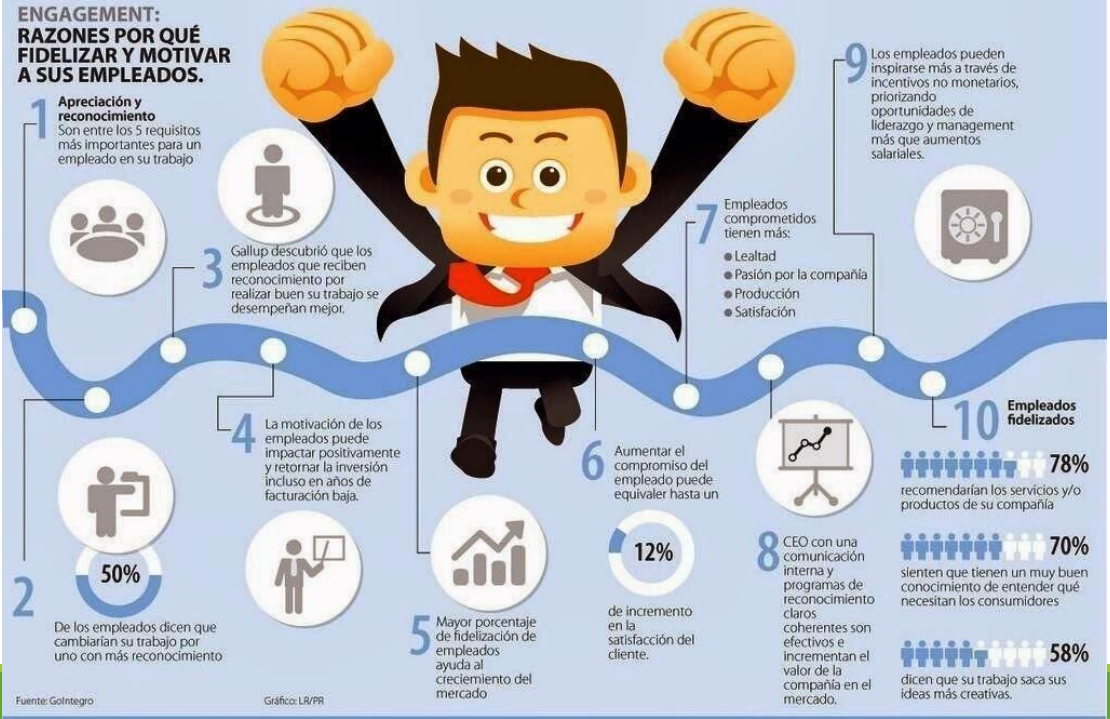 ENGAGEMENT:
RAZONES POR QUÉ
FIDELIZAR Y MOTIVAR
A SUS EMPLEADOS.
1
Apreciación y
reconocimiento
Son entre los 5 requisitos
más importantes para un
empleado en su trabajo
2
50%
De los empleados dicen que
cambiarían su trabajo por
uno con más reconocimiento
3
Gallup descubrió que los
empleados que reciben
reconocimiento por
realizar buen su trabajo se
desempeñan mejor.
4
La motivación de los
empleados puede
impactar positivamente
y retornar la inversión
incluso en años de
facturación baja.
5
Mayor porcentaje
de fidelización de
empleados
ayuda al
creciemiento del
mercado
6
Aumentar el
compromiso del
empleado puede
equivaler hasta un
12%
de incremento
en la
satisfacción del
cliente.
7
Empleados
comprometidos
tienen más:
● Lealtad
● Pasión por la compañía
● Producción
● Satisfacción
8
CEO con una
comunicación
interna y
programas de
reconocimiento
claros
coherentes son
efectivos e
incrementan el
valor de la
compañía en el
mercado.
9
Los empleados pueden
inspirarse más a través de
incentivos no monetarios,
priorizando
oportunidades de
liderazgo y management
más que aumentos
salariales.
10
Empleados
fidelizados
78%
recomendarían los servicios y/o
productos de su compañía
70%
sienten que tienen un muy buen
conocimiento de entender qué
necesitan los consumidores
58%
dicen que su trabajo saca sus
ideas más creativas.
Fuente: GoIntegro
Gráfico: LR/PR